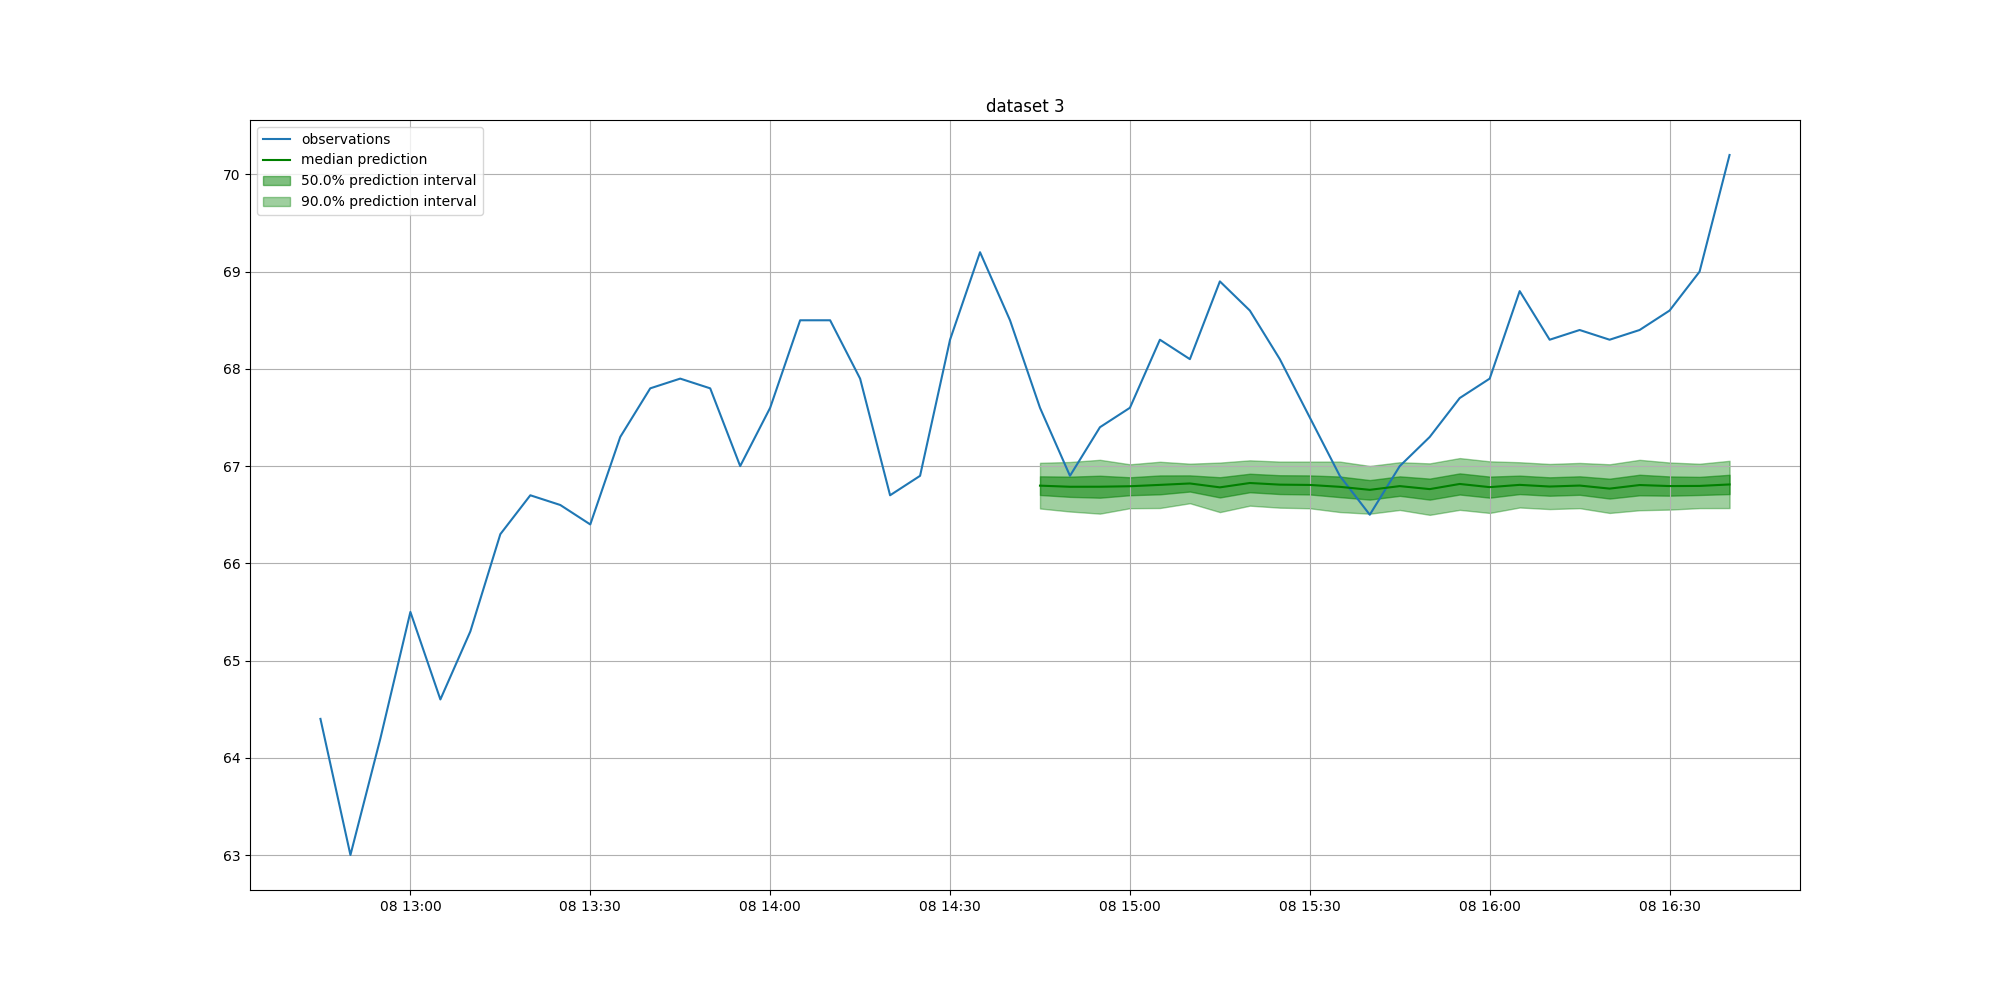 dataset 3
observations
median prediction
50.0% prediction interval
90.0% prediction interval
70
69
68
67
66
65
64
63
08 13:00 08 13:30 08 14:00 08 14:30 08 15:00 08 15:30 08 16:00 08 16:30